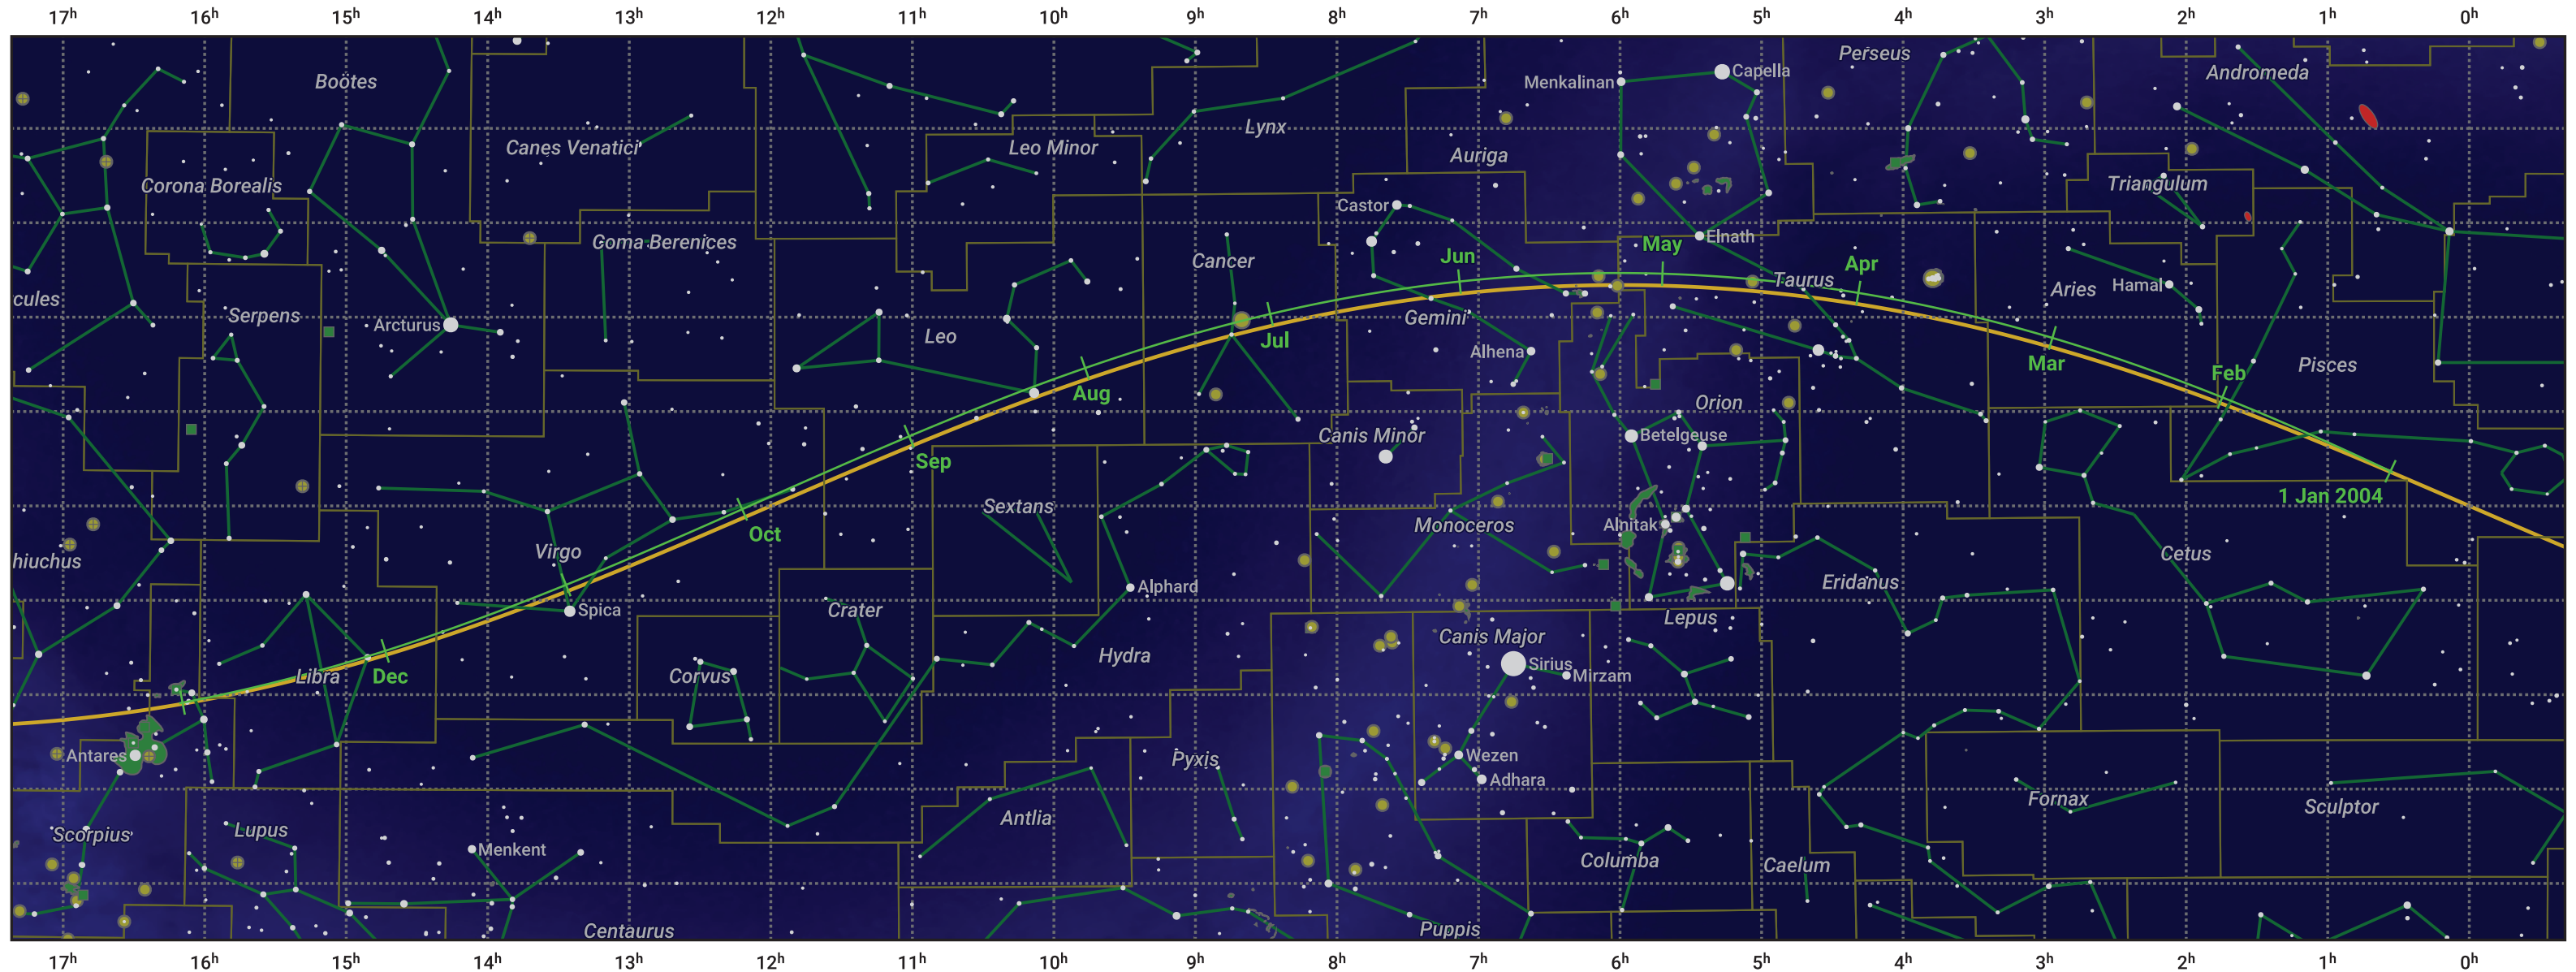 17h 16h 15h 14h 13h 12h 11h 10h 9h 8h 7h 6h 5h 4h 3h 2h 1h 0h
Boötes
Perseus
Andromeda
Menkalinan
Capella
Canes Venatici
Leo Minor
Lynx
Auriga
Corona Borealis
Triangulum
Castor
Coma Berenices
Elnath
May
Cancer
Jun
Apr
Taurus
cules
Aries
Hamal
Serpens
Arcturus
Leo
Gemini
Jul
Alhena
Mar
Pisces
Feb
Aug
Orion
Canis Minor
Betelgeuse
Sep
1 Jan 2004
Sextans
Oct
Monoceros
Alnitak
Virgo
Cetus
hiuchus
Alphard
Eridanus
Spica
Crater
Lepus
Canis Major
Hydra
Sirius
Mirzam
Libra
Dec
Corvus
Antares
Pyxis
Wezen
Adhara
Fornax
Sculptor
Antlia
Scorpius
Lupus
Menkent
Columba
Caelum
Centaurus
Puppis
17h 16h 15h 14h 13h 12h 11h 10h 9h 8h 7h 6h 5h 4h 3h 2h 1h 0h